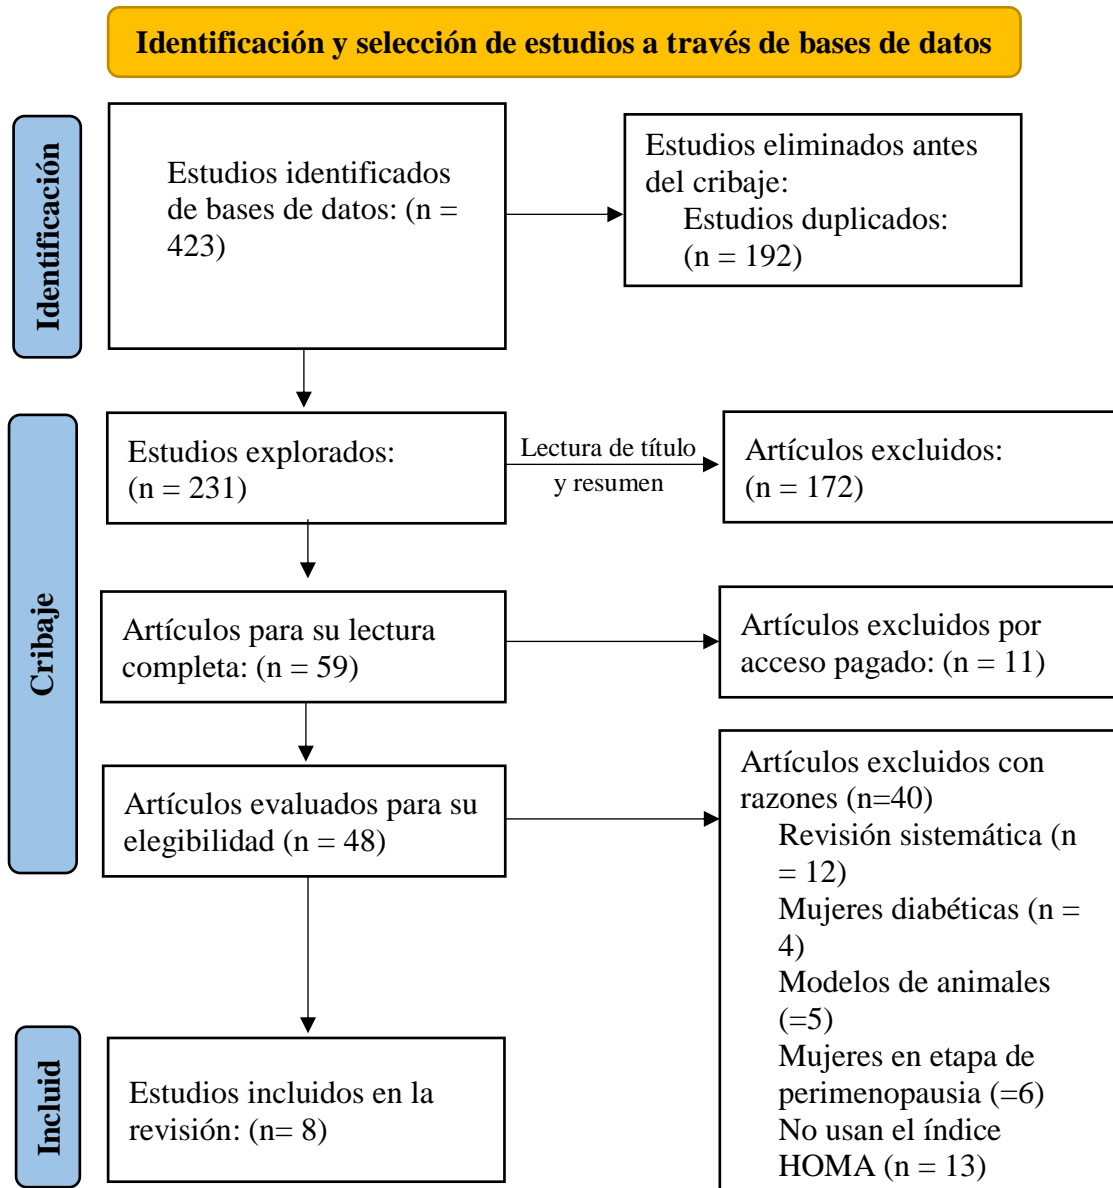 Identificación y selección de estudios a través de bases de datos
Identificación
Estudios identificados
de bases de datos: (n =
423)
Estudios eliminados antes
del cribaje:
Estudios duplicados:
(n = 192)
Cribaje
Estudios explorados:
(n = 231)
Lectura de título
y resumen
Artículos excluidos:
(n = 172)
Artículos para su lectura
completa: (n = 59)
Artículos excluidos por
acceso pagado: (n = 11)
Artículos evaluados para su
elegibilidad (n = 48)
Artículos excluidos con
razones (n=40)
Revisión sistemática (n
= 12)
Mujeres diabéticas (n =
4)
Modelos de animales
(=5)
Mujeres en etapa de
perimenopausia (=6)
No usan el índice
HOMA (n = 13)
Incluid
Estudios incluidos en la
revisión: (n= 8)